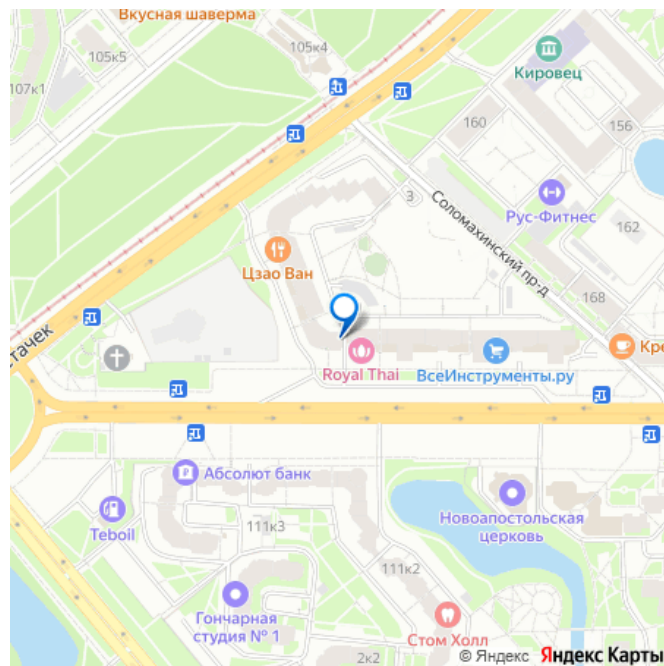 Вкусная шаверма
105к4
105к5
107к1
Кировец
160
156
Соломахинский пр-д
3
Рус-Фитнес
162
Цзао Ван
168
стачек
Royal Thai
ВсеИнструменты.ру
Кре
Абсолют банк
Teboil
111к3
Новоапостольская
церковь
111к2
Гончарная
студия № 1
Стом Холл
2к2
© Яндекс Яндекс Карты